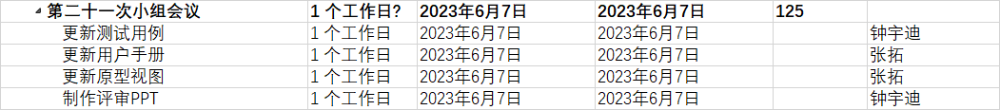 第二十一次小组会议 1 个工作日? 2023年6月7日 2023年6月7日 125
更新测试用例 1 个工作日 2023年6月7日 2023年6月7日 钟宇迪
更新用户手册 1 个工作日 2023年6月7日 2023年6月7日 张拓
更新原型视图 1 个工作日 2023年6月7日 2023年6月7日 张拓
制作评审PPT 1 个工作日 2023年6月7日 2023年6月7日 钟宇迪